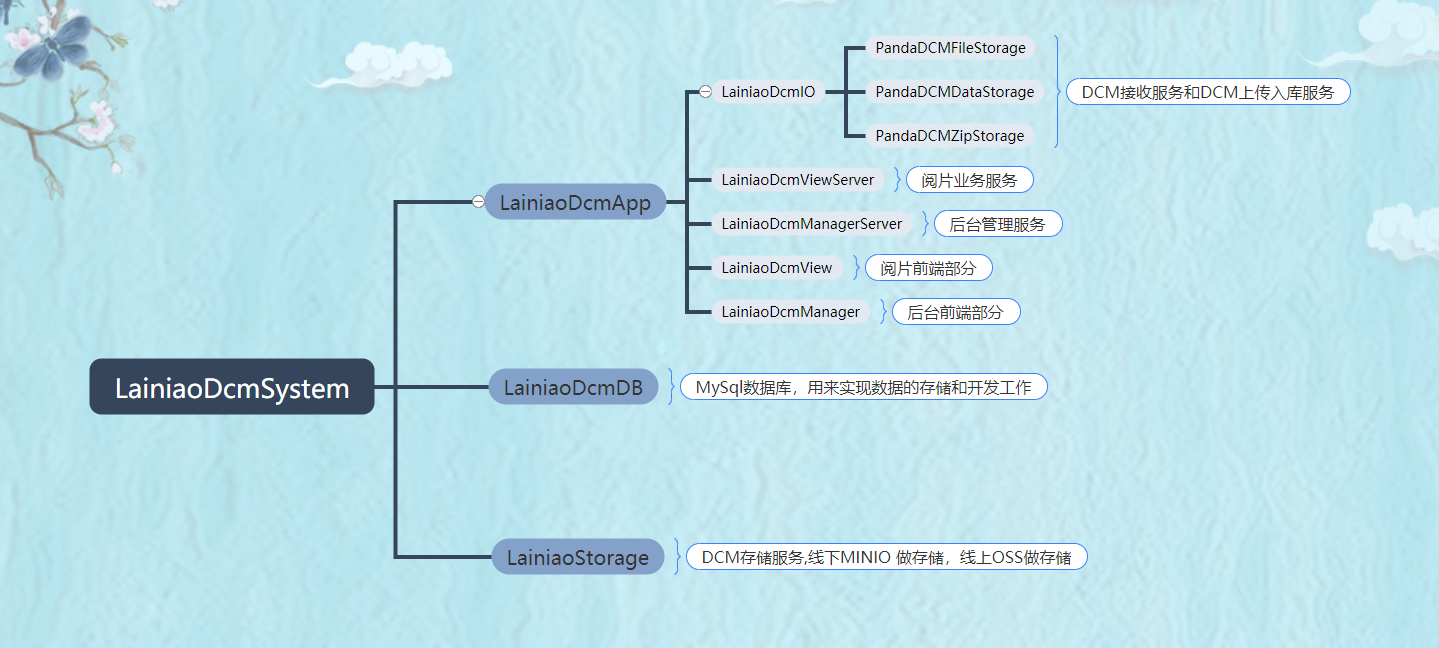 PandaDCMFileStorage
LainiaoDcmIO
PandaDCMDataStorage
DCM接收服务和DCM上传入库服务
PandaDCMZipStorage
LainiaoDcmViewServer
阅片业务服务
LainiaoDcmApp
LainiaoDcmManagerServer
后台管理服务
LainiaoDcmView
阅片前端部分
LainiaoDcmManager
后台前端部分
LainiaoDcmSystem
LainiaoDcmDB
MySql数据库，用来实现数据的存储和开发工作
LainiaoStorage
DCM存储服务,线下MINIO 做存储，线上OSS做存储